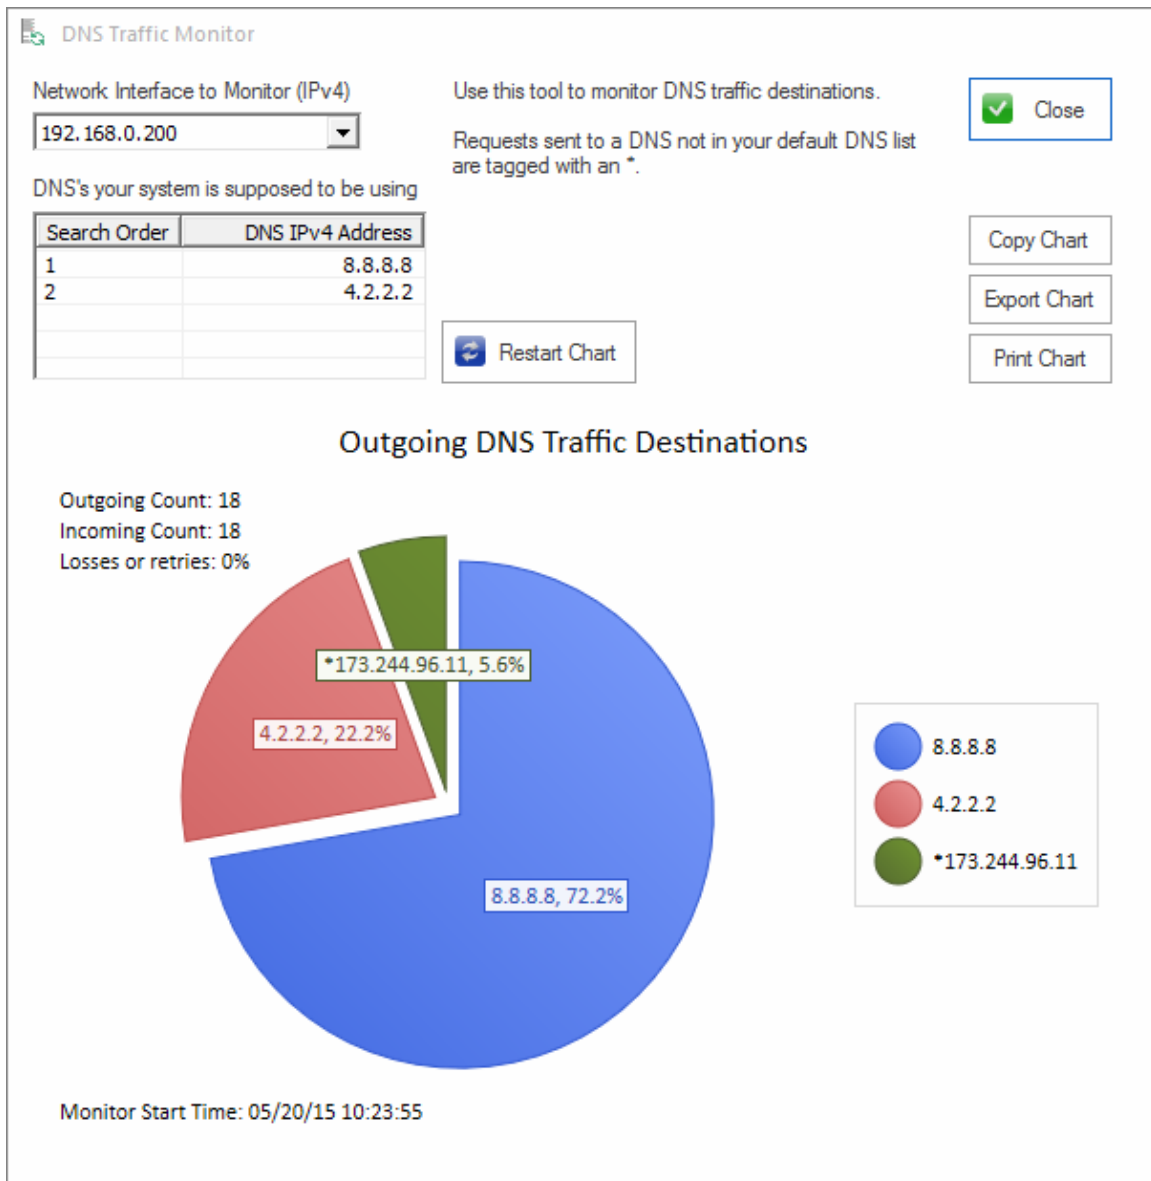 DNS Traffic Monitor
Network Interface to Monitor (IPv4)
192.168.0.200
Use this tool to monitor DNS traffic destinations.
Requests sent to a DNS not in your default DNS list
are tagged with an *.
Close
DNS's your system is supposed to be using
Search Order DNS IPv4 Address
1 8.8.8.8
2 4.2.2.2
Restart Chart
Copy Chart
Export Chart
Print Chart
Outgoing DNS Traffic Destinations
Outgoing Count: 18
Incoming Count: 18
Losses or retries: 0%
*173.244.96.11, 5.6%
4.2.2.2, 22.2%
8.8.8.8, 72.2%
8.8.8.8
4.2.2.2
*173.244.96.11
Monitor Start Time: 05/20/15 10:23:55